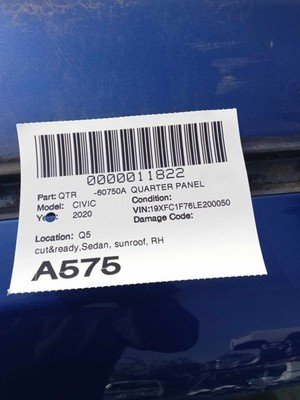 0000011822
Part: QTR -60750A QUARTER PANEL
Model: CIVIC Condition:
2020 VIN:19XFC1F76LE200050
Damage Code:
Location: Q5
cut&ready,Sedan, sunroof, RH
A575